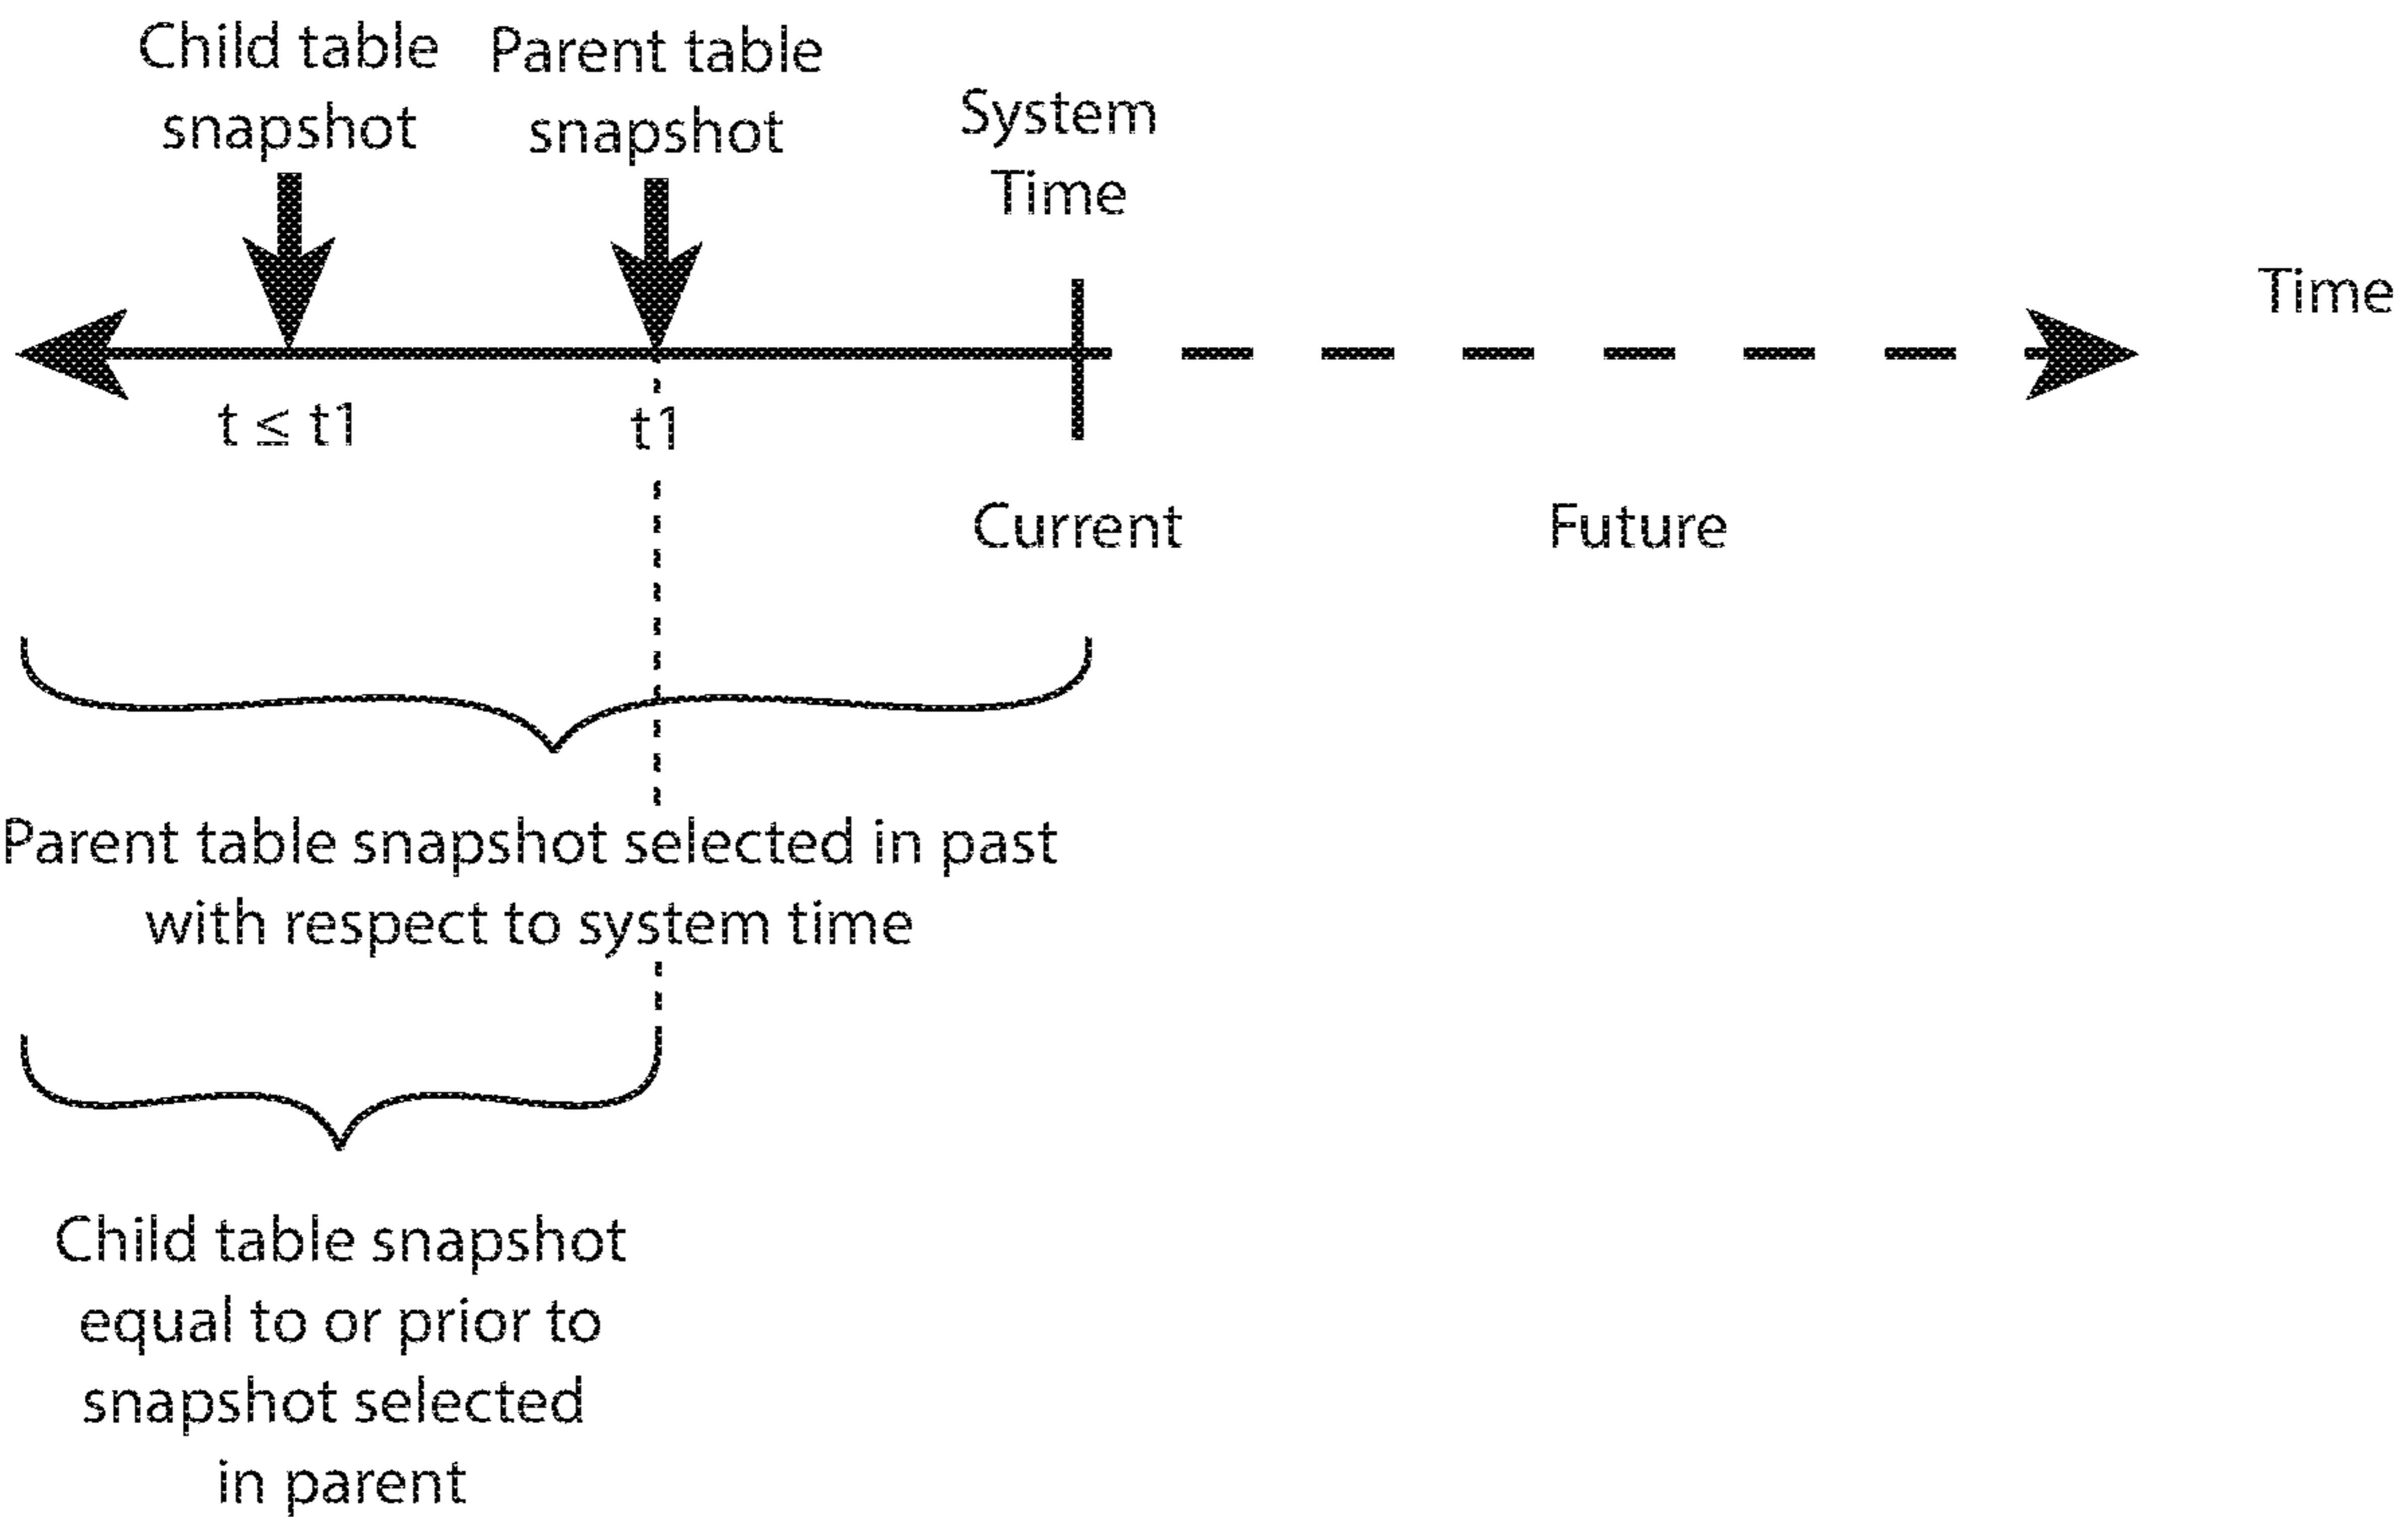 Child table
snapshot
Parent table
snapshot
System
Time
Time
t ≤ t1
t1
Current
Future
Parent table snapshot selected in past
with respect to system time
Child table snapshot
equal to or prior to
snapshot selected
in parent